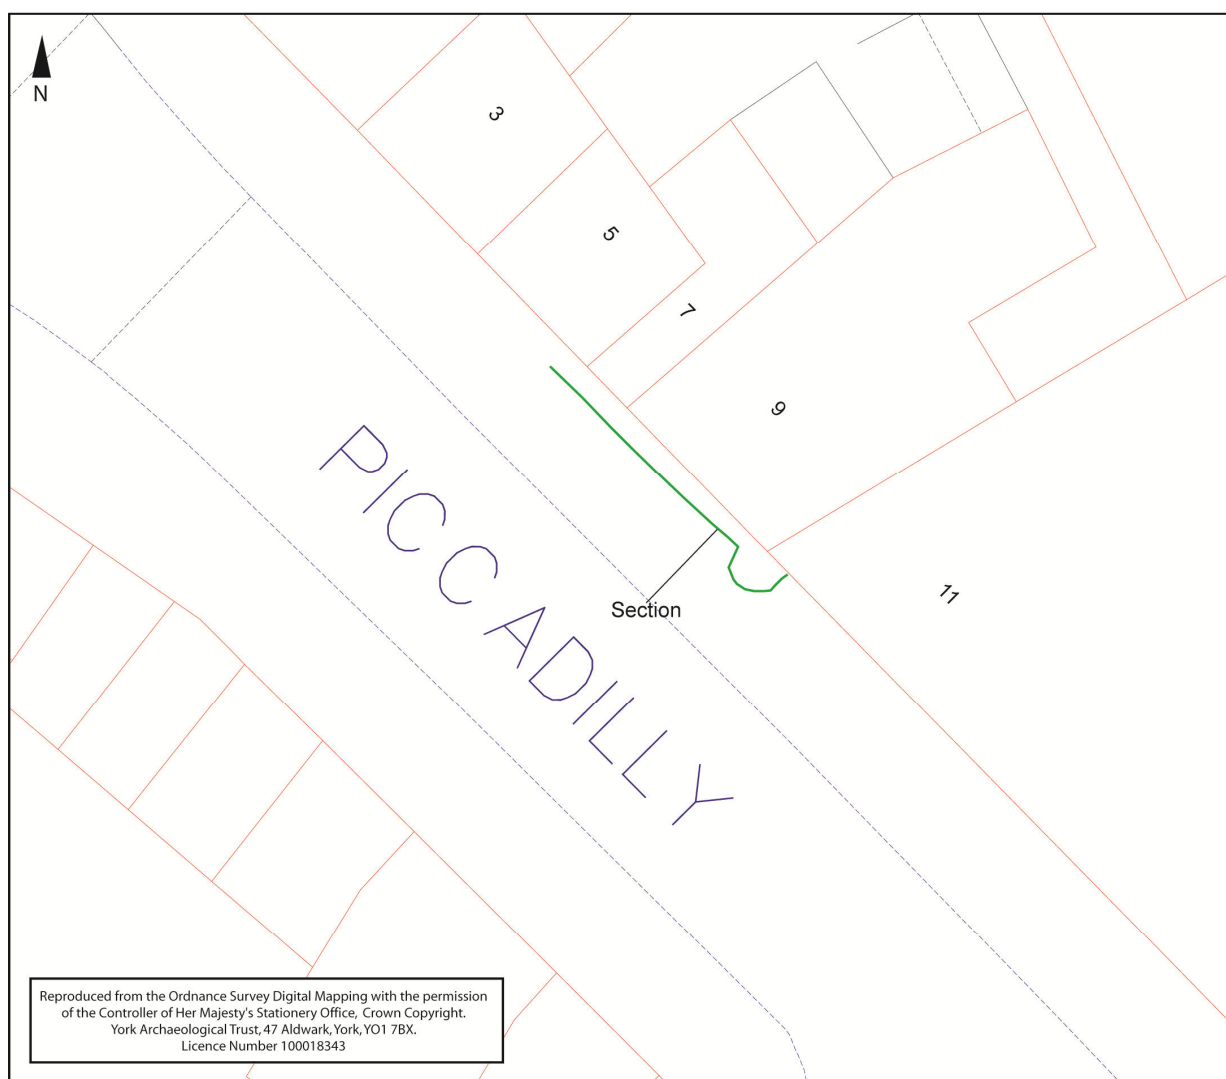 N
3
5
7
9
11
PICCADILLY
Section
Reproduced from the Ordnance Survey Digital Mapping with the permission
of the Controller of Her Majesty's Stationery Office, Crown Copyright.
York Archaeological Trust, 47 Aldwark, York, YO1 7BX.
Licence Number 100018343